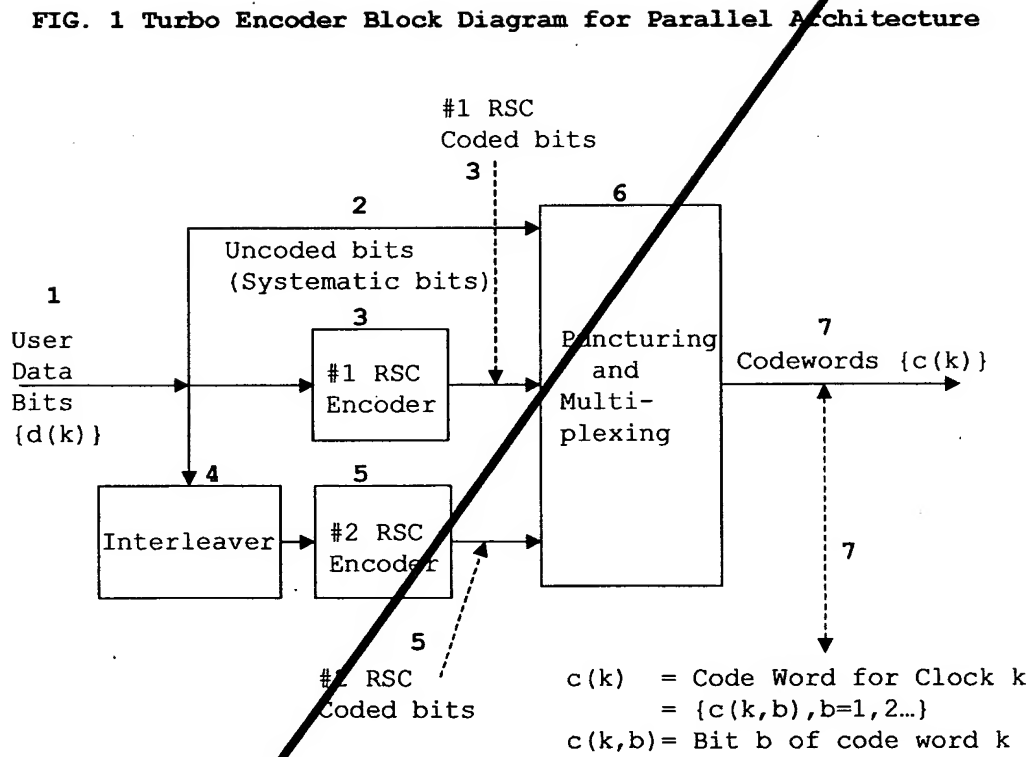 FIG. 1 Turbo Encoder Block Diagram for Parallel Architecture
#1 RSC
Coded bits
3
6
2
Uncoded bits
(Systematic bits)
1
User
Data
Bits
{d(k)}
3
#1 RSC
Encoder
Puncturing
and
Multi-
plexing
7
Codewords {c(k)}
4
Interleaver
5
#2 RSC
Encoder
7
5
#2 RSC
Coded bits
c(k) = Code Word for Clock k
= {c(k,b),b=1,2…}
c(k,b)= Bit b of code word k